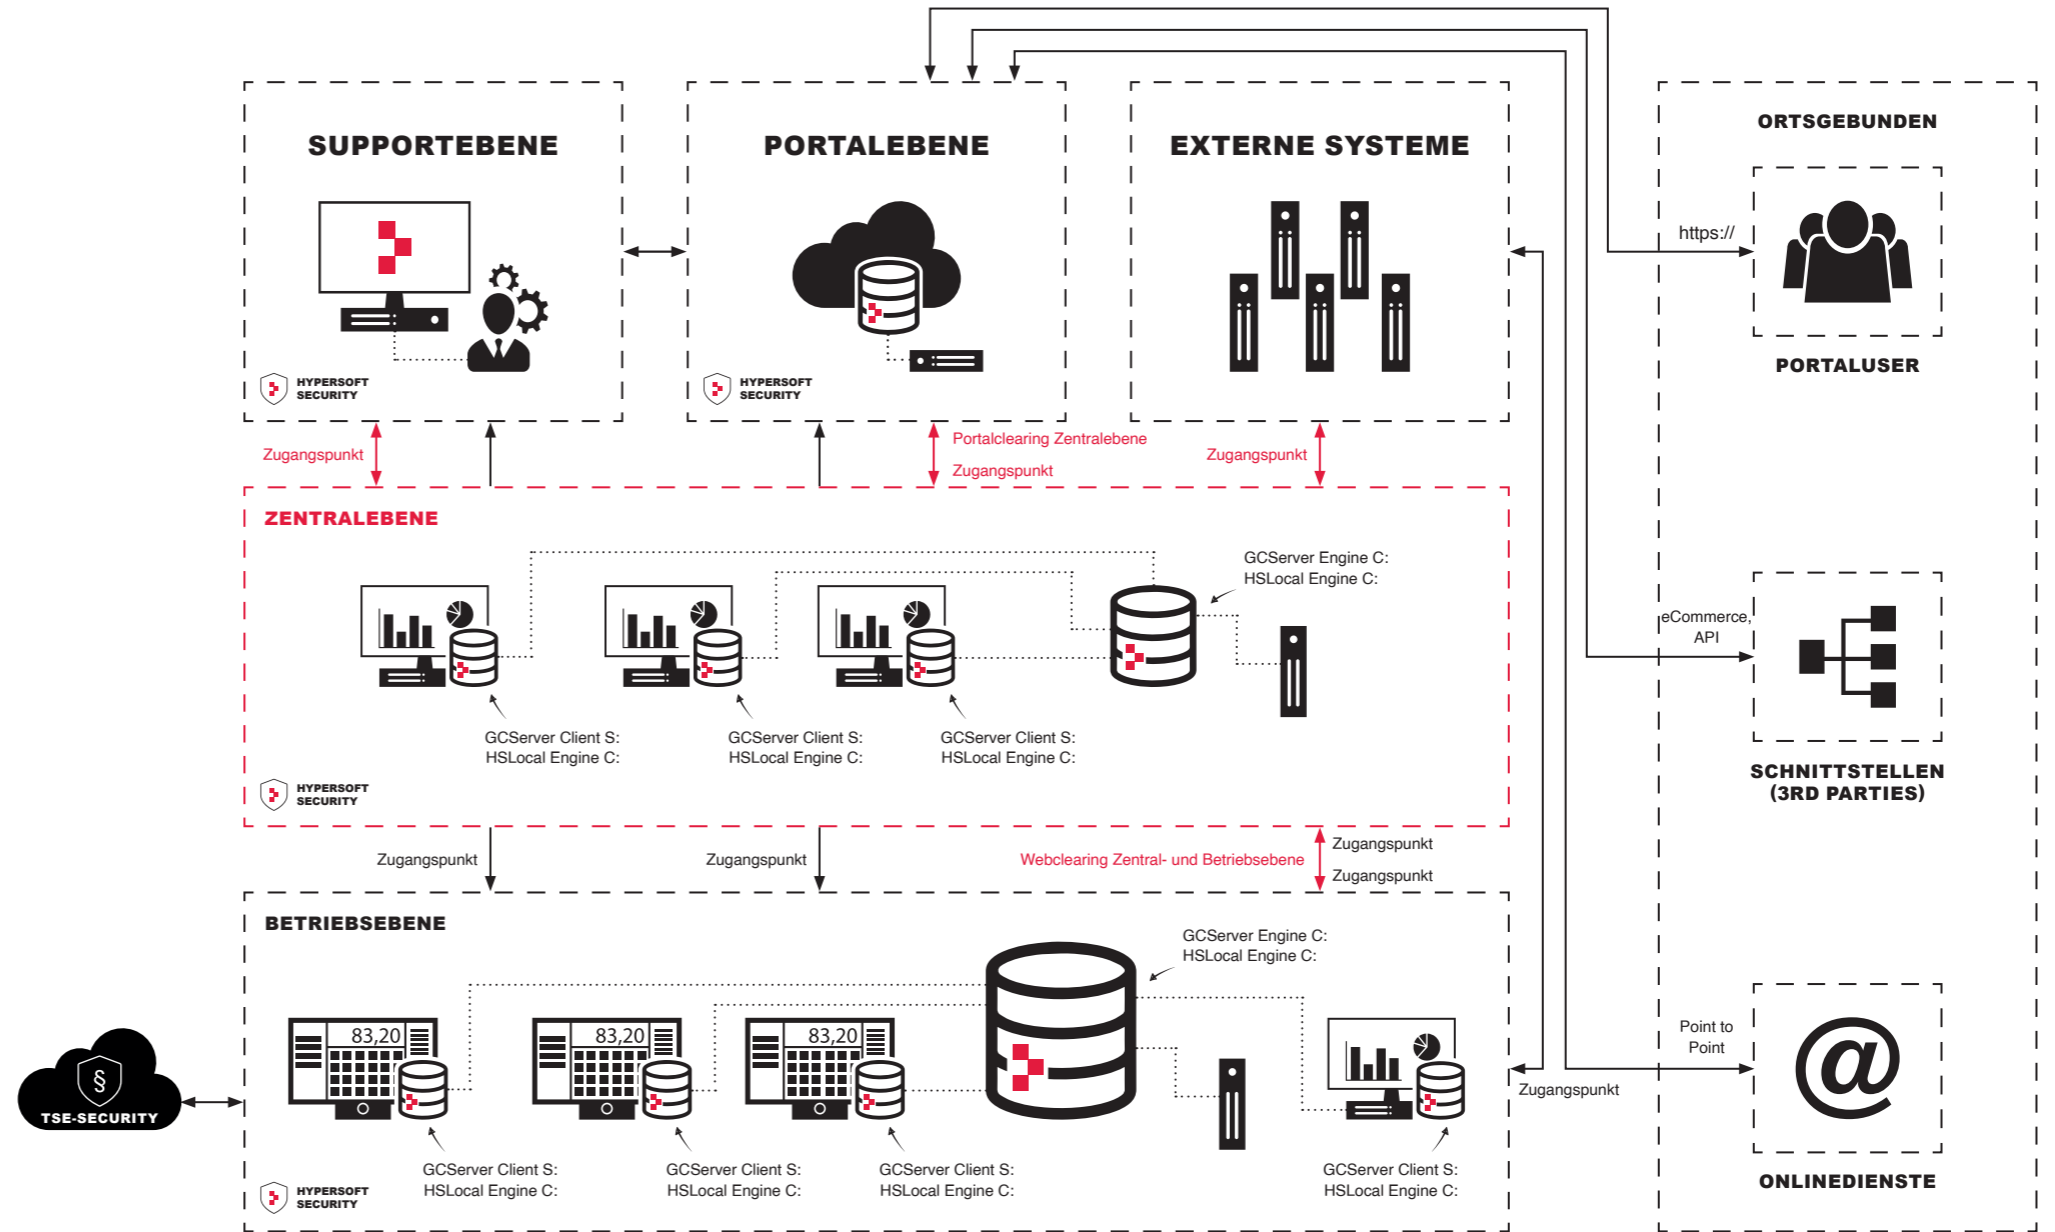 SUPPORTEBENE
HYPERSOFT
SECURITY
PORTALEBENE
HYPERSOFT
SECURITY
EXTERNE SYSTEME
ORTSGEBUNDEN
https://
PORTALUSER
eCommerce,
API
SCHNITTSTELLEN
(3RD PARTIES)
Point to
Point
ONLINEDIENSTE
Zugangspunkt
Portalclearing Zentralebene
Zugangspunkt
Zugangspunkt
ZENTRALEBENE
GCServer Engine C:
HSLocal Engine C:
GCServer Client S:
HSLocal Engine C:
GCServer Client S:
HSLocal Engine C:
GCServer Client S:
HSLocal Engine C:
HYPERSOFT
SECURITY
Zugangspunkt
Zugangspunkt
Webclearing Zentral- und Betriebsebene
Zugangspunkt
Zugangspunkt
BETRIEBSEBENE
GCServer Engine C:
HSLocal Engine C:
83,20
83,20
83,20
§
TSE-SECURITY
@
Zugangspunkt
GCServer Client S:
HSLocal Engine C:
GCServer Client S:
HSLocal Engine C:
GCServer Client S:
HSLocal Engine C:
GCServer Client S:
HSLocal Engine C:
HYPERSOFT
SECURITY